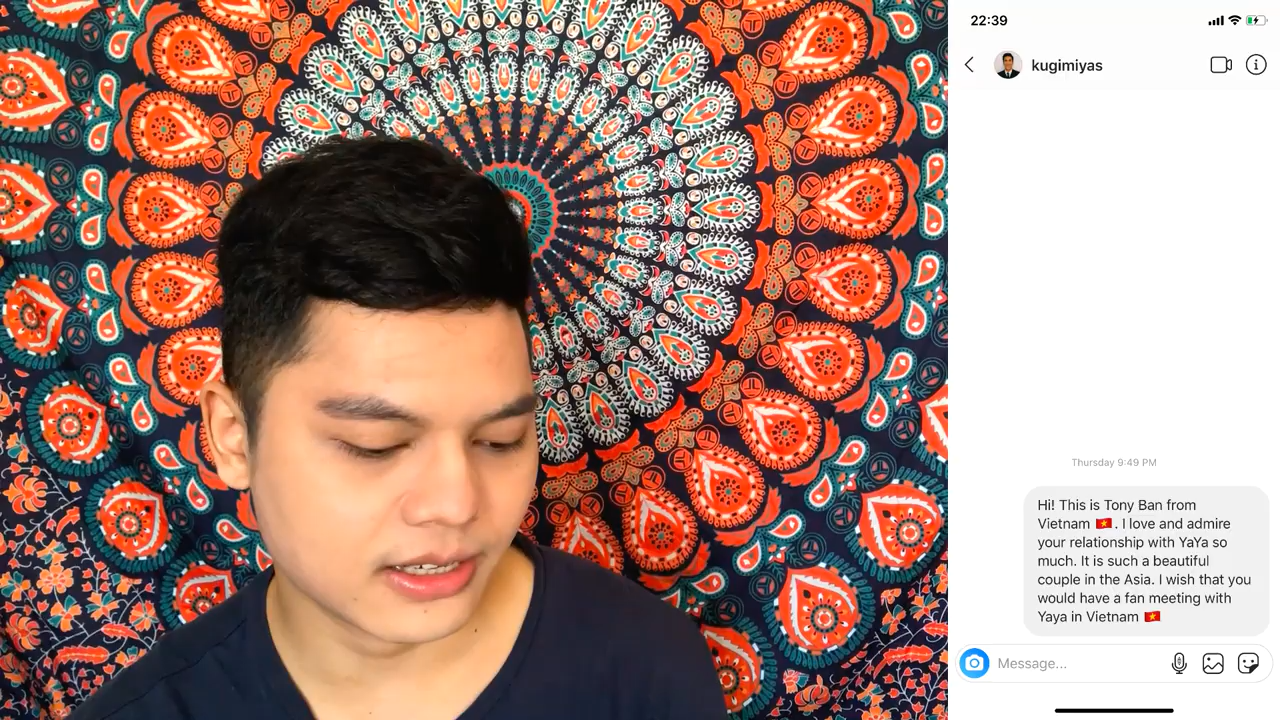 22:39
kugimiyas
Thursday 9:49 PM
Hi! This is Tony Ban from
Vietnam 🇻🇳. I love and admire
your relationship with YaYa so
much. It is such a beautiful
couple in the Asia. I wish that you
would have a fan meeting with
Yaya in Vietnam 🇻🇳
Message...